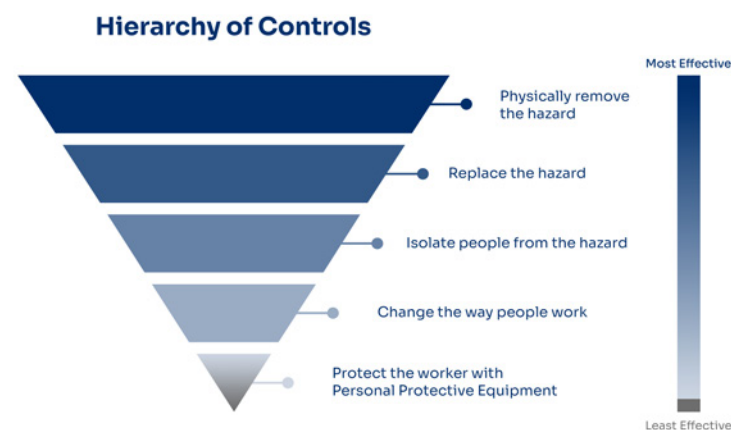 Hierarchy of Controls
Most Effective
Physically remove
the hazard
Replace the hazard
Isolate people from the hazard
Change the way people work
Protect the worker with
Personal Protective Equipment
Least Effective